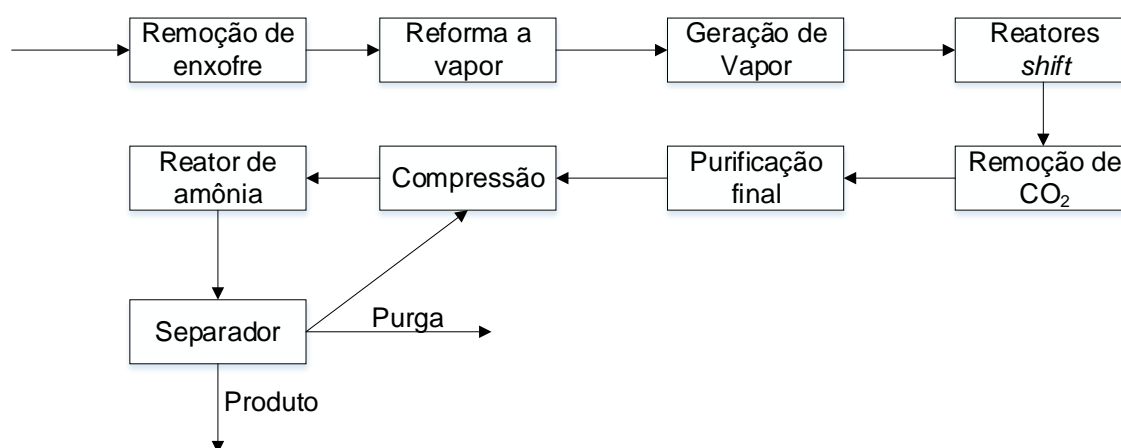 Remoção de
enxofre
Reforma a
vapor
Geração de
Vapor
Reatores
shift
Reator de
amônia
Compressão
Purificação
final
Remoção de
CO₂
Separador
Purga
Produto